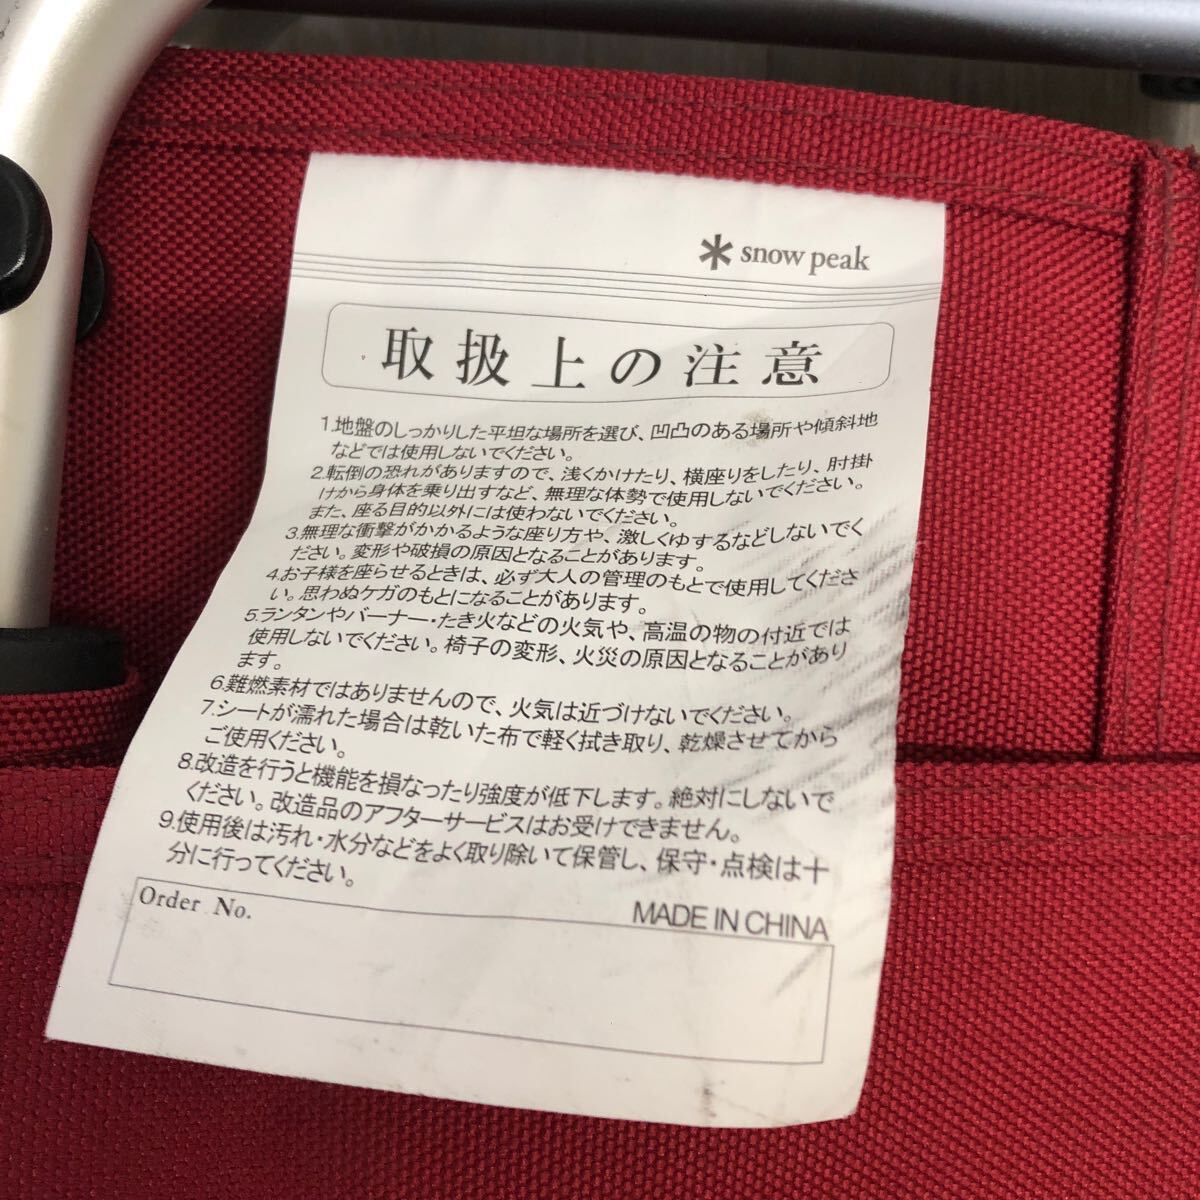 snow peak
取扱上の注意
1.地盤のしっかりした平坦な場所を選び、凹凸のある場所や傾斜地
などでは使用しないでください。
2.転倒の恐れがありますので、浅くかけたり、横座りをしたり、肘掛
けから身体を乗り出すなど、無理な体勢で使用しないでください。
また、座る目的以外には使わないでください。
3.無理な衝撃がかかるような座り方や、激しくゆするなどしないでく
ださい。変形や破損の原因となることがあります。
4.お子様を座らせるときは、必ず大人の管理のもとで使用してくださ
い。思わぬケガのもとになることがあります。
5.ランタンやバーナー・たき火などの火気や、高温の物の付近では
使用しないでください。椅子の変形、火災の原因となることがあり
ます。
6.難燃素材ではありませんので、火気は近づけないでください。
7.シートが濡れた場合は乾いた布で軽く拭き取り、乾燥させてから
ご使用ください。
8.改造を行うと機能を損なったり強度が低下します。絶対にしないで
ください。改造品のアフターサービスはお受けできません。
9.使用後は汚れ・水分などをよく取り除いて保管し、保守・点検は十
分に行ってください。
Order No.
MADE IN CHINA